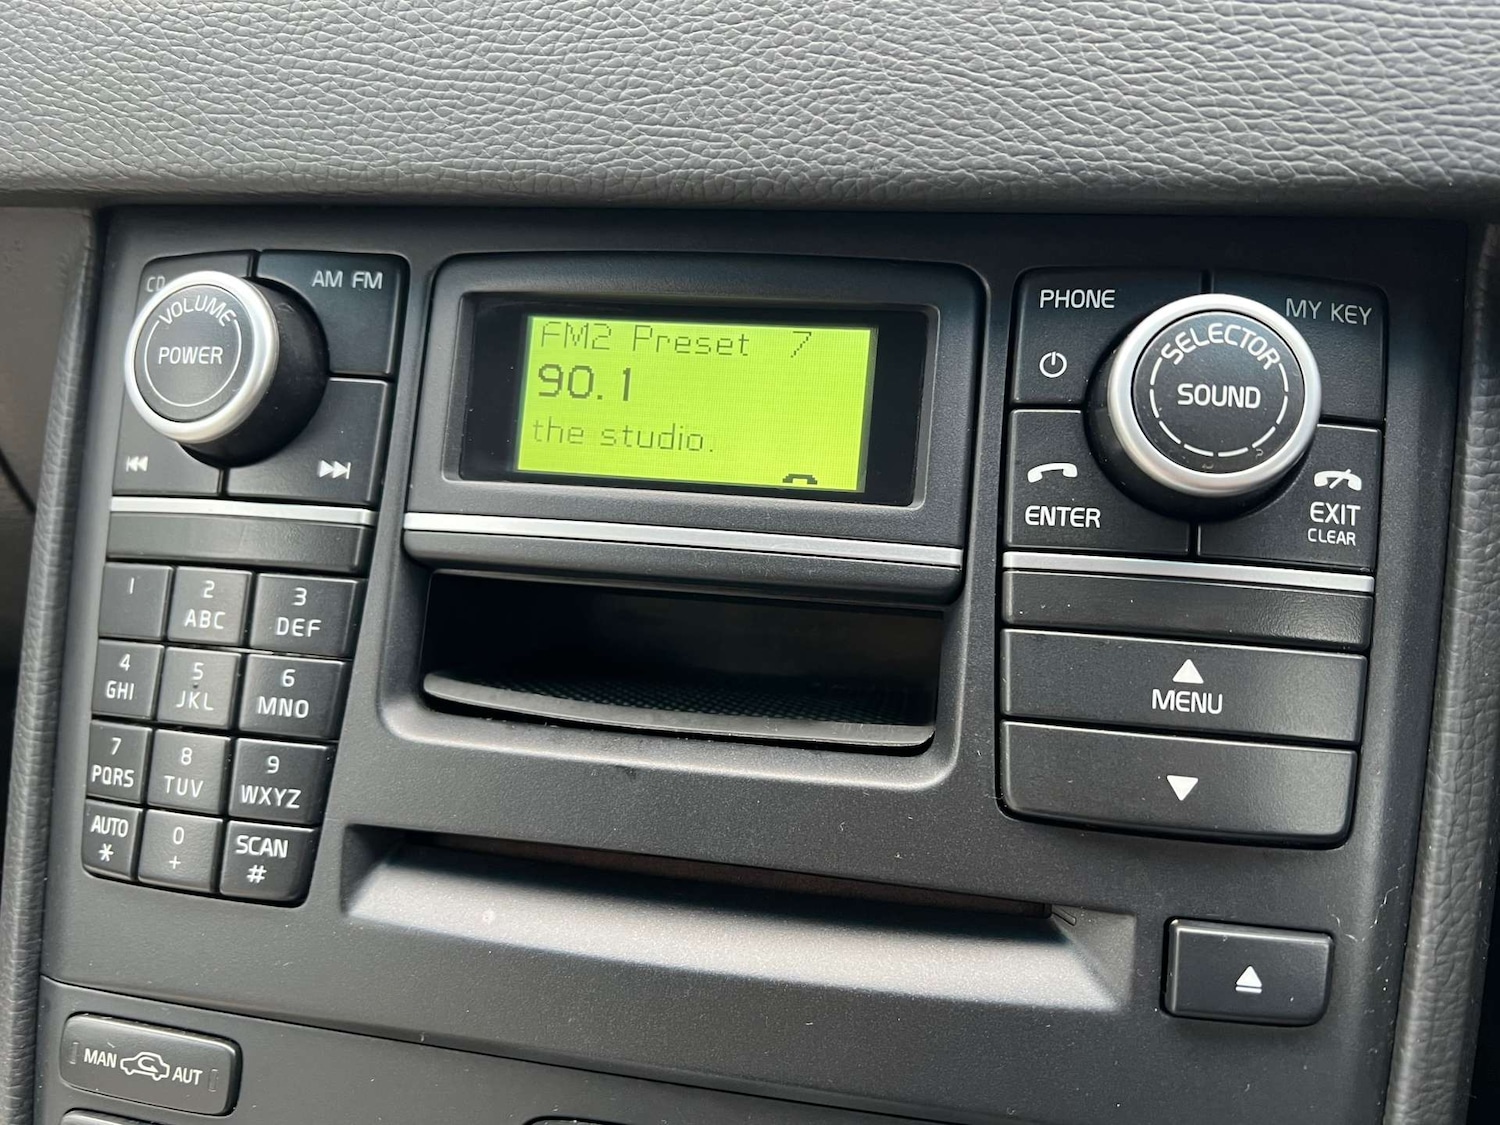 CD
AM FM
VOLUME
POWER
FM2 Preset 7
90.1
the studio.
PHONE
MY KEY
SELECTOR
SOUND
ENTER
EXIT
CLEAR
1
2
ABC
3
DEF
4
GHI
5
JKL
6
MNO
7
PQRS
8
TUV
9
WXYZ
AUTO
*
0
+
SCAN
#
MENU
MAN AUT